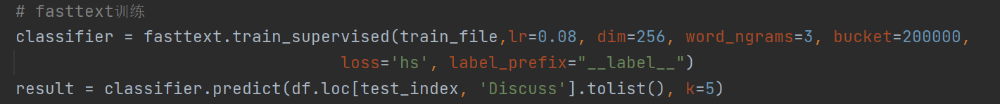 # fasttext训练
classifier = fasttext.train_supervised(train_file,lr=0.08, dim=256, word_ngrams=3, bucket=200000,
loss='hs', label_prefix="__label__")
result = classifier.predict(df.loc[test_index, 'Discuss'].tolist(), k=5)